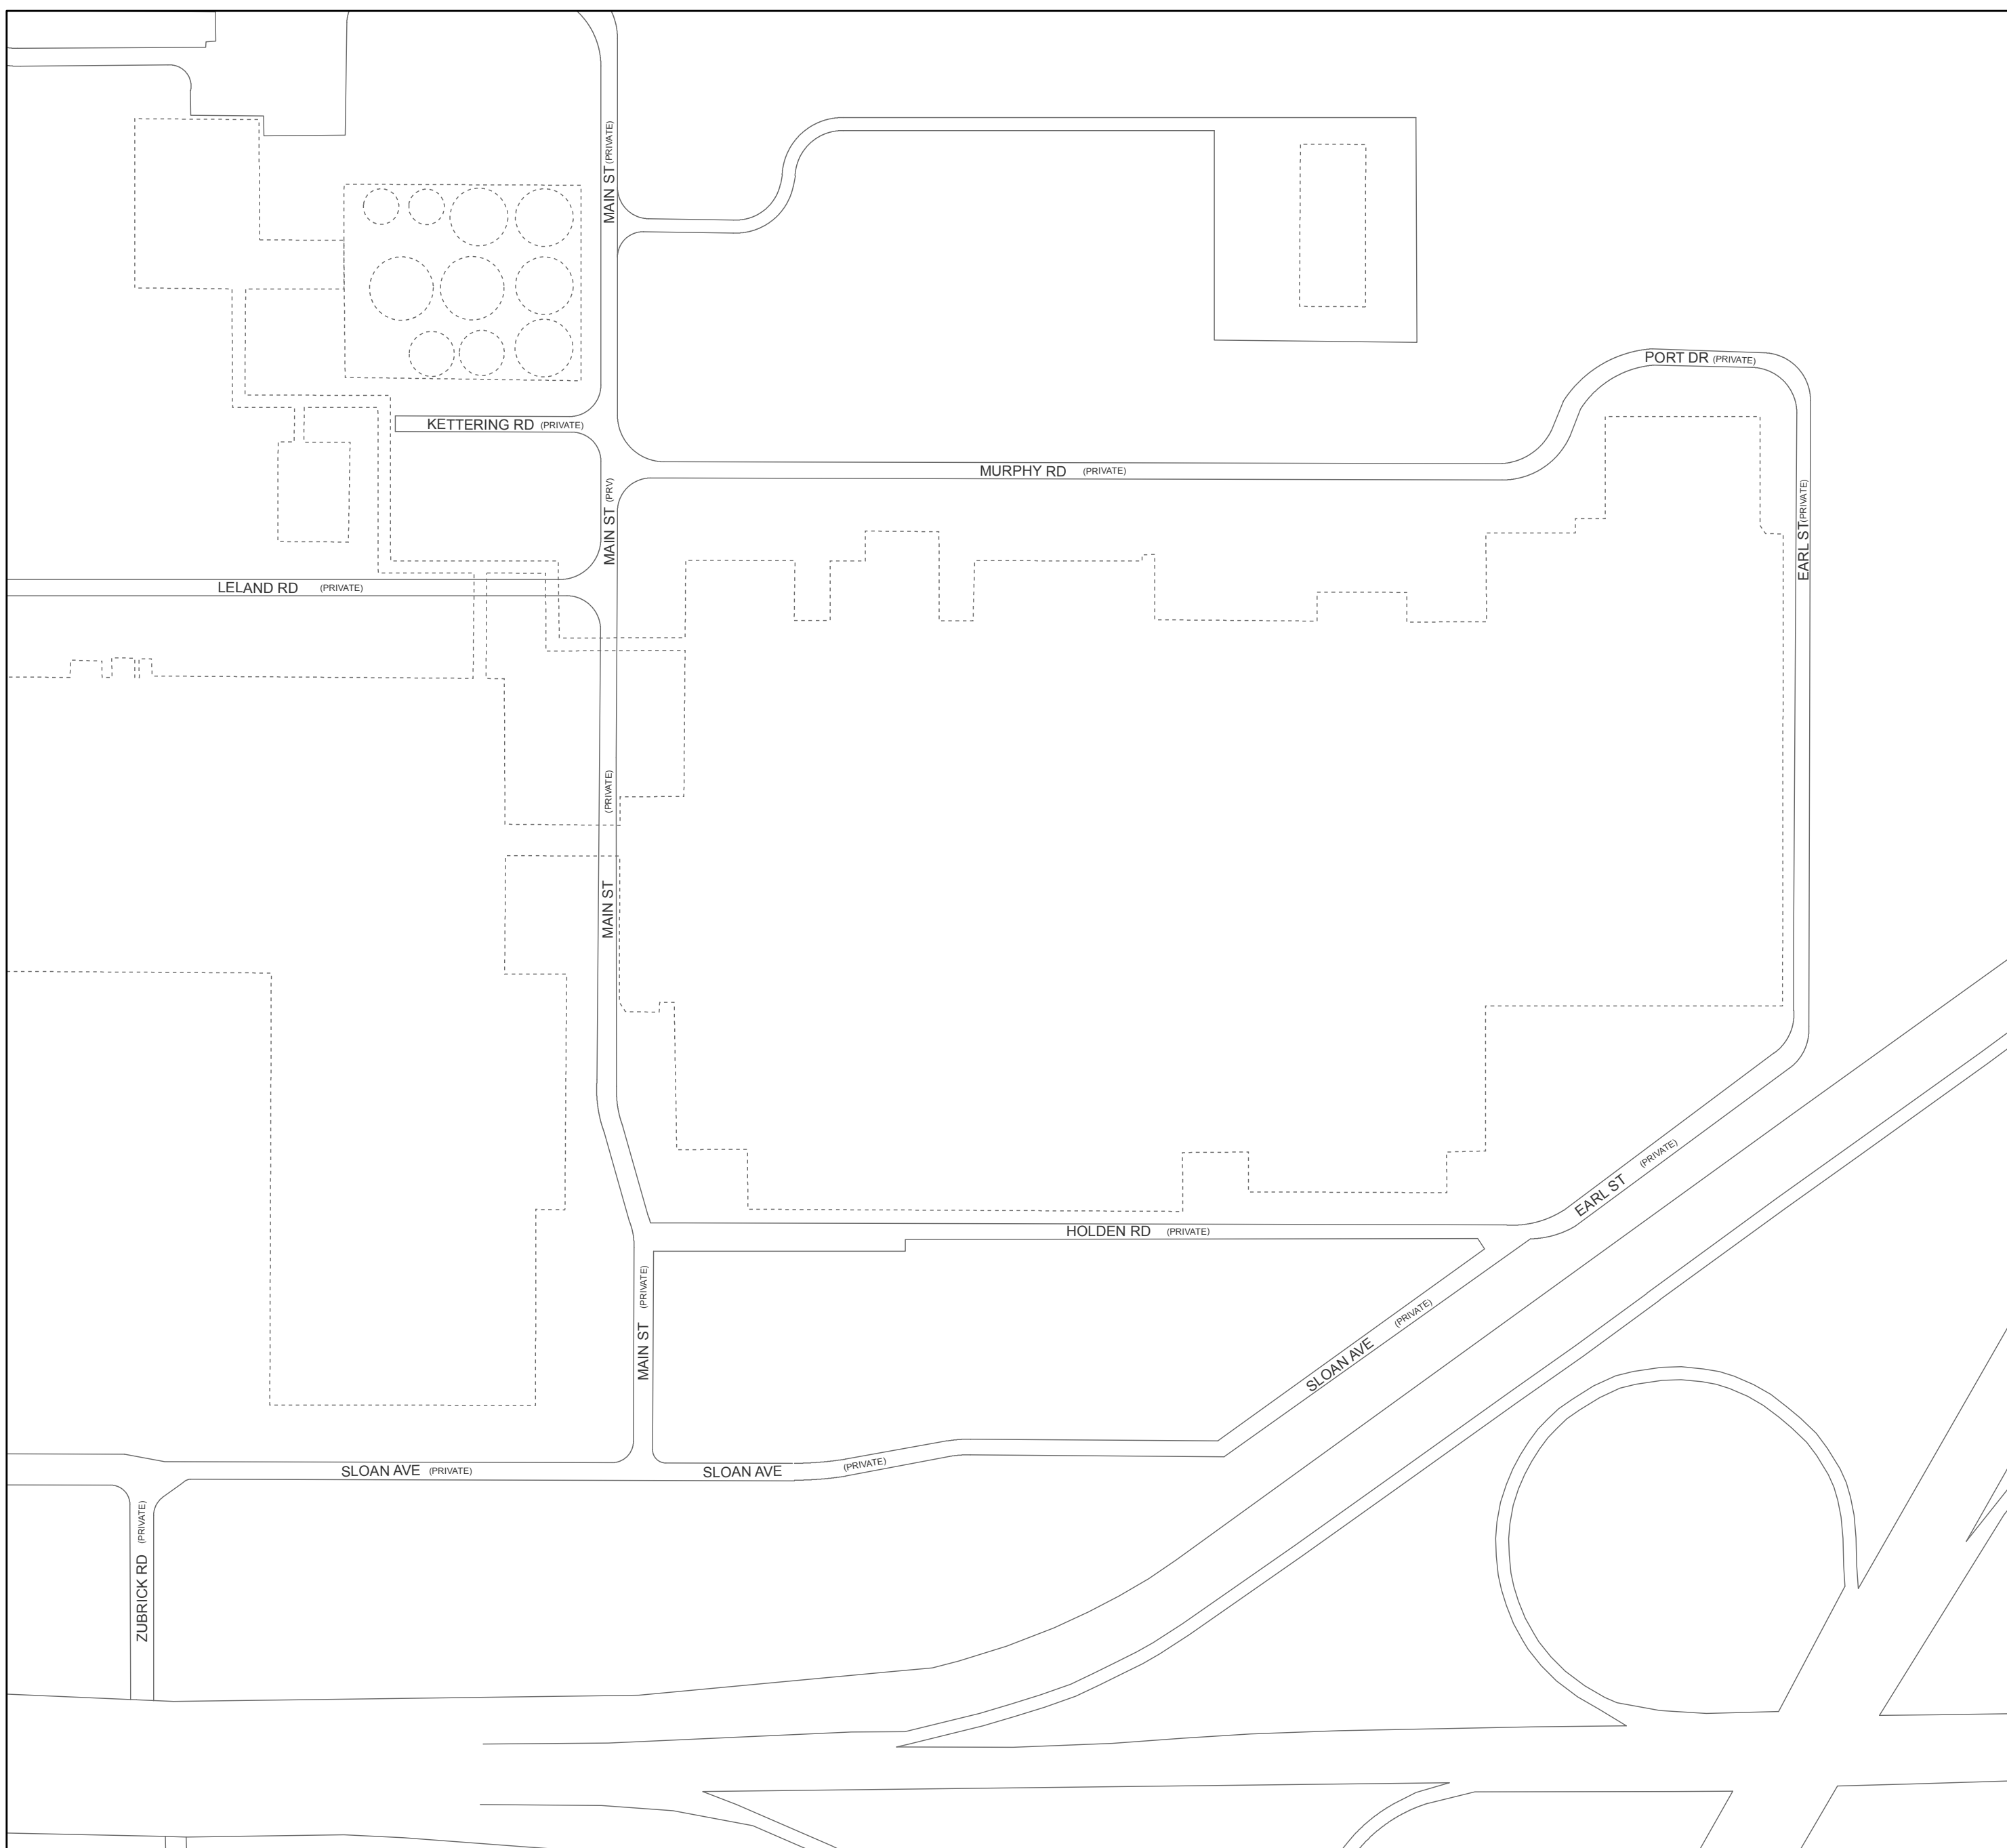 MAIN ST (PRIVATE)
PORT DR (PRIVATE)
KETTERING RD (PRIVATE)
MURPHY RD (PRIVATE)
MAIN ST (PRV)
EARL ST (PRIVATE)
LELAND RD (PRIVATE)
MAIN ST (PRIVATE)
EARL ST (PRIVATE)
HOLDEN RD (PRIVATE)
MAIN ST (PRIVATE)
SLOAN AVE (PRIVATE)
SLOAN AVE (PRIVATE)
SLOAN AVE (PRIVATE)
ZUBRICK RD (PRIVATE)